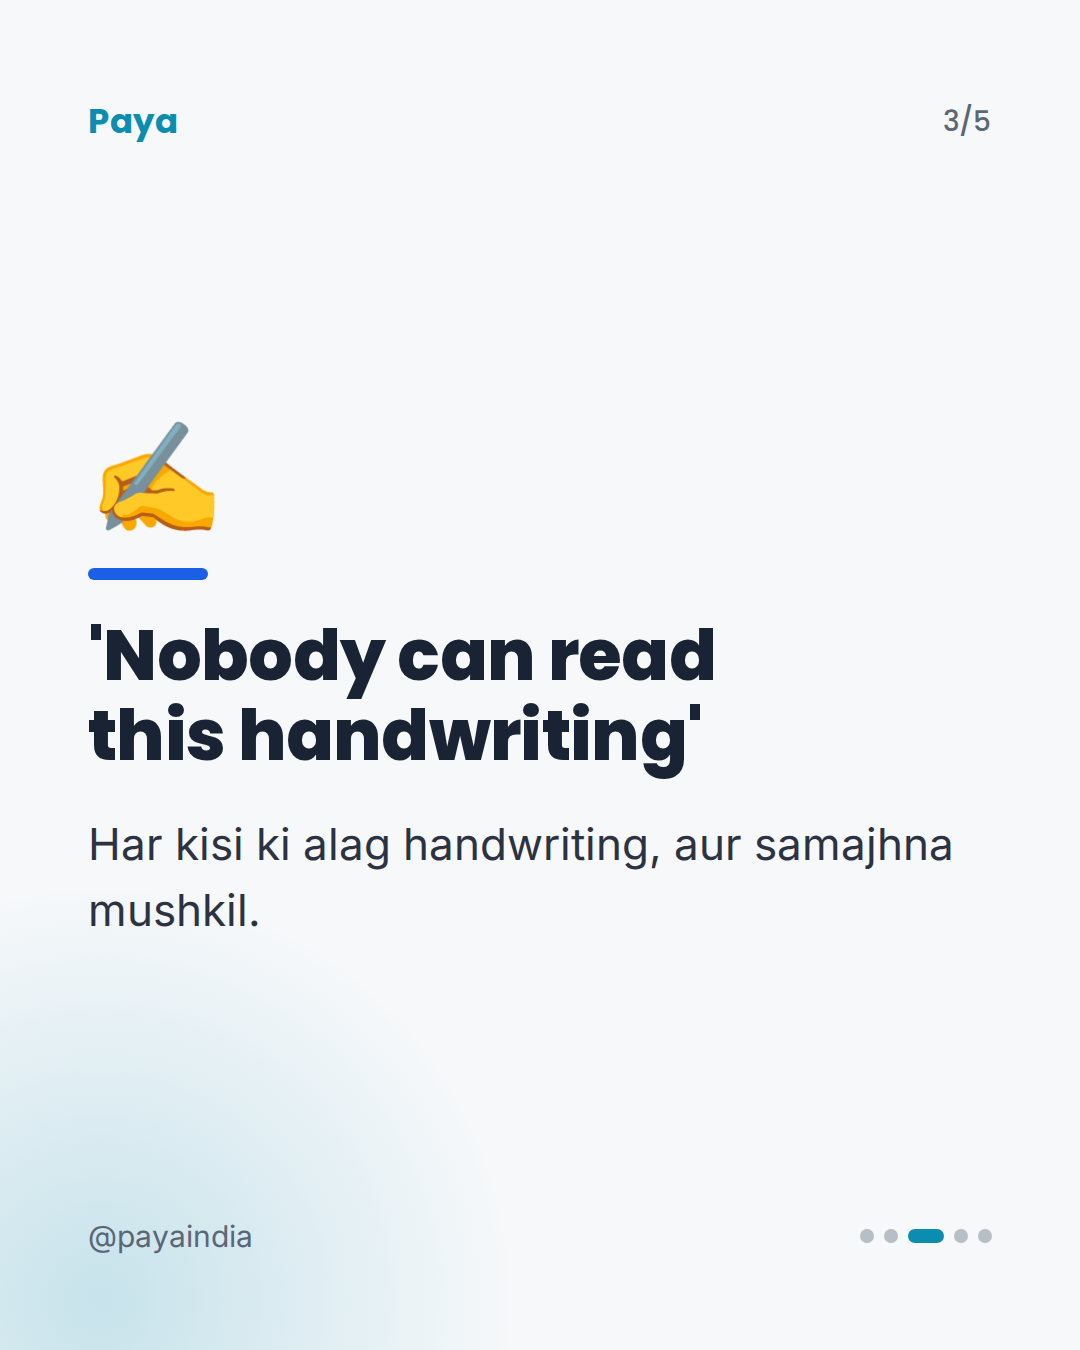 Paya
3/5
'Nobody can read
this handwriting'
Har kisi ki alag handwriting, aur samajhna
mushkil.
@payaindia